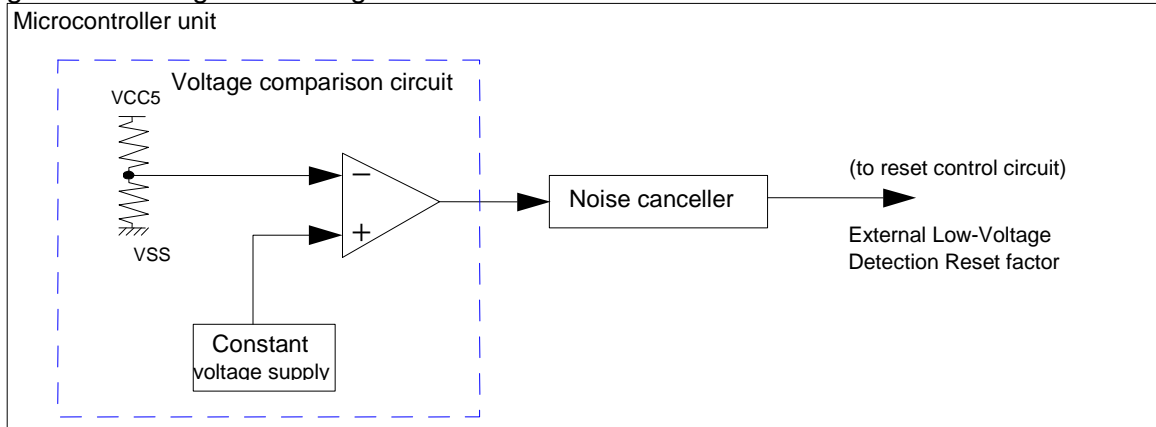 Microcontroller unit
Voltage comparison circuit
VCC5
−
+
VSS
Constant
voltage supply
Noise canceller
(to reset control circuit)
External Low-Voltage
Detection Reset factor